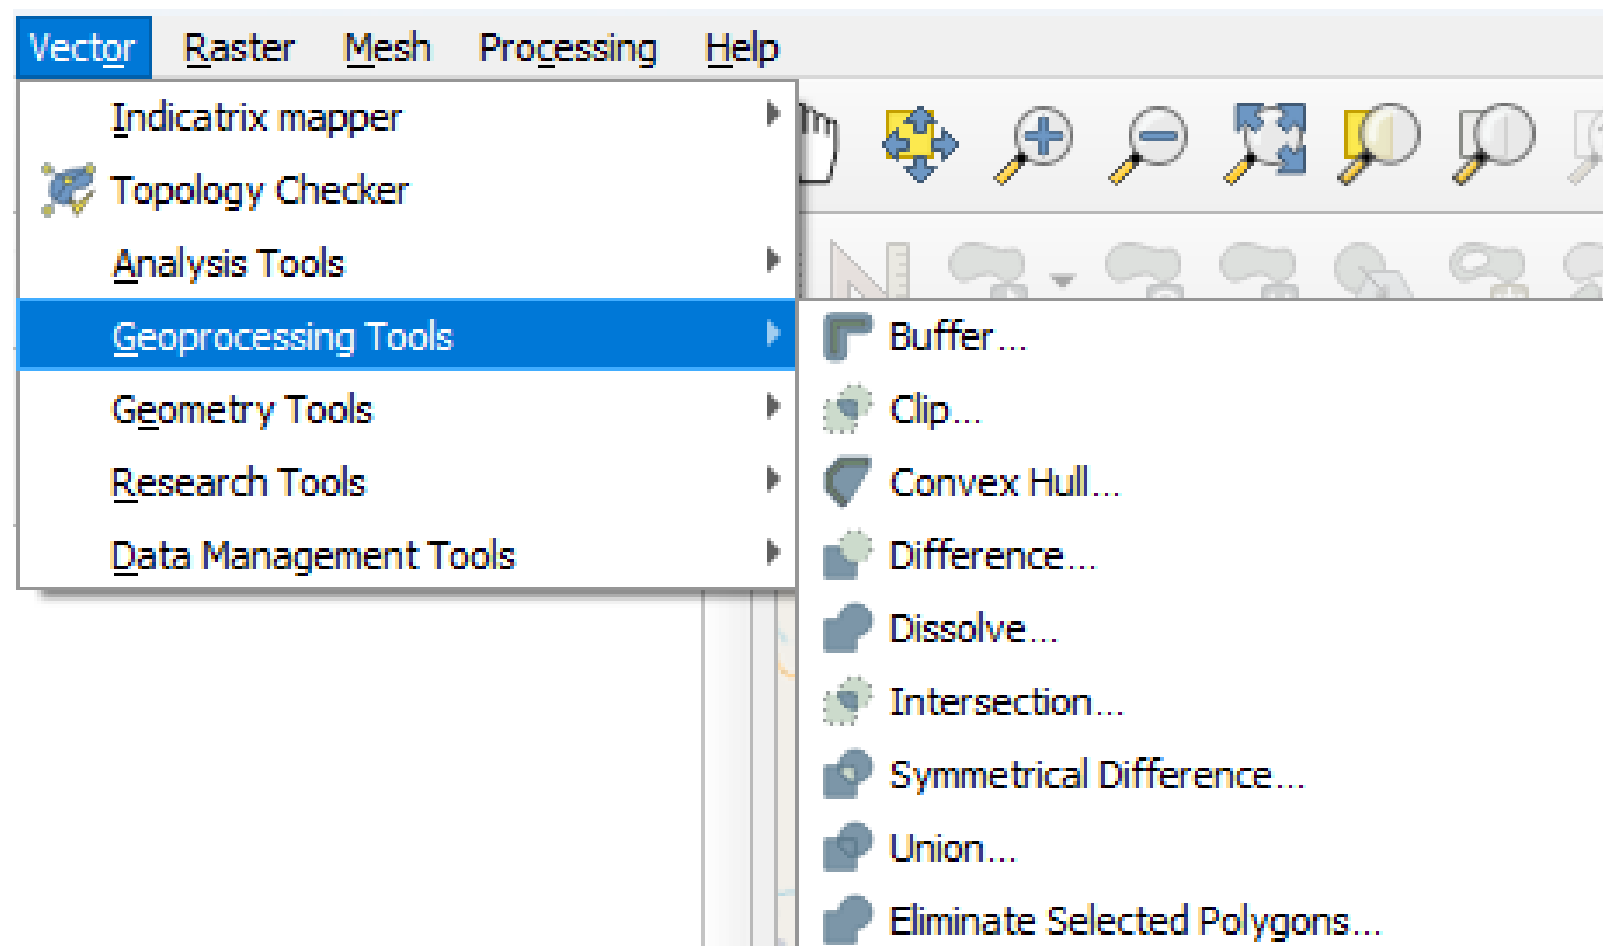 Vector Raster Mesh Processing Help
Indicatrix mapper
Topology Checker
Analysis Tools
Geoprocessing Tools
Geometry Tools
Research Tools
Data Management Tools
Buffer...
Clip...
Convex Hull...
Difference...
Dissolve...
Intersection...
Symmetrical Difference...
Union...
Eliminate Selected Polygons...